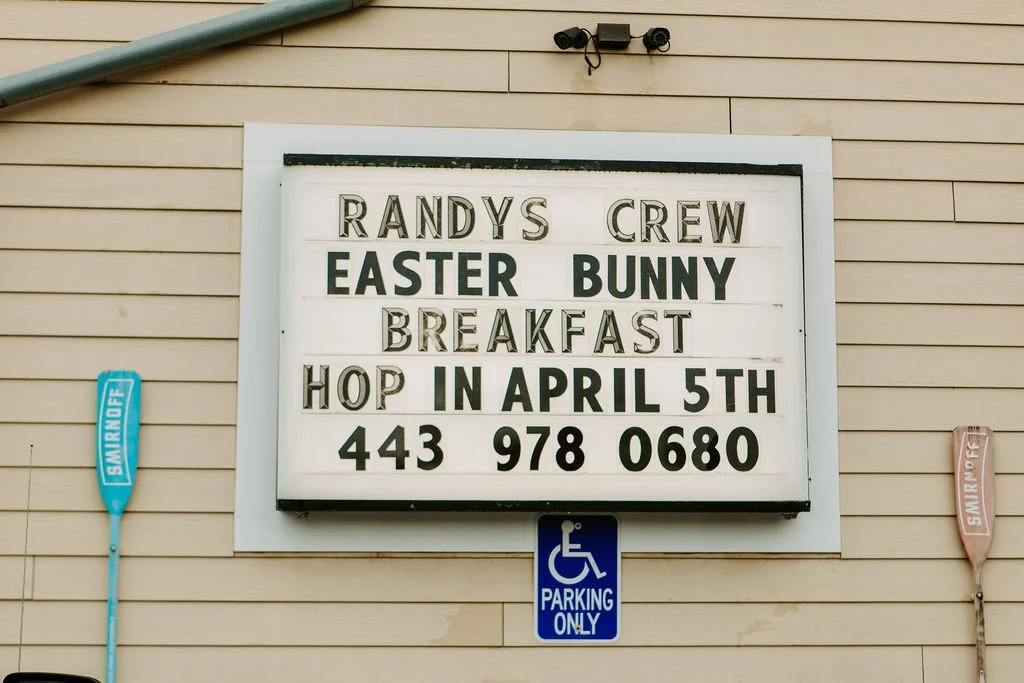 RANDYS CREW
EASTER BUNNY
BREAKFAST
HOP IN APRIL 5TH
443 978 0680
SMIRNOFF
SMIRNOFF
PARKING
ONLY